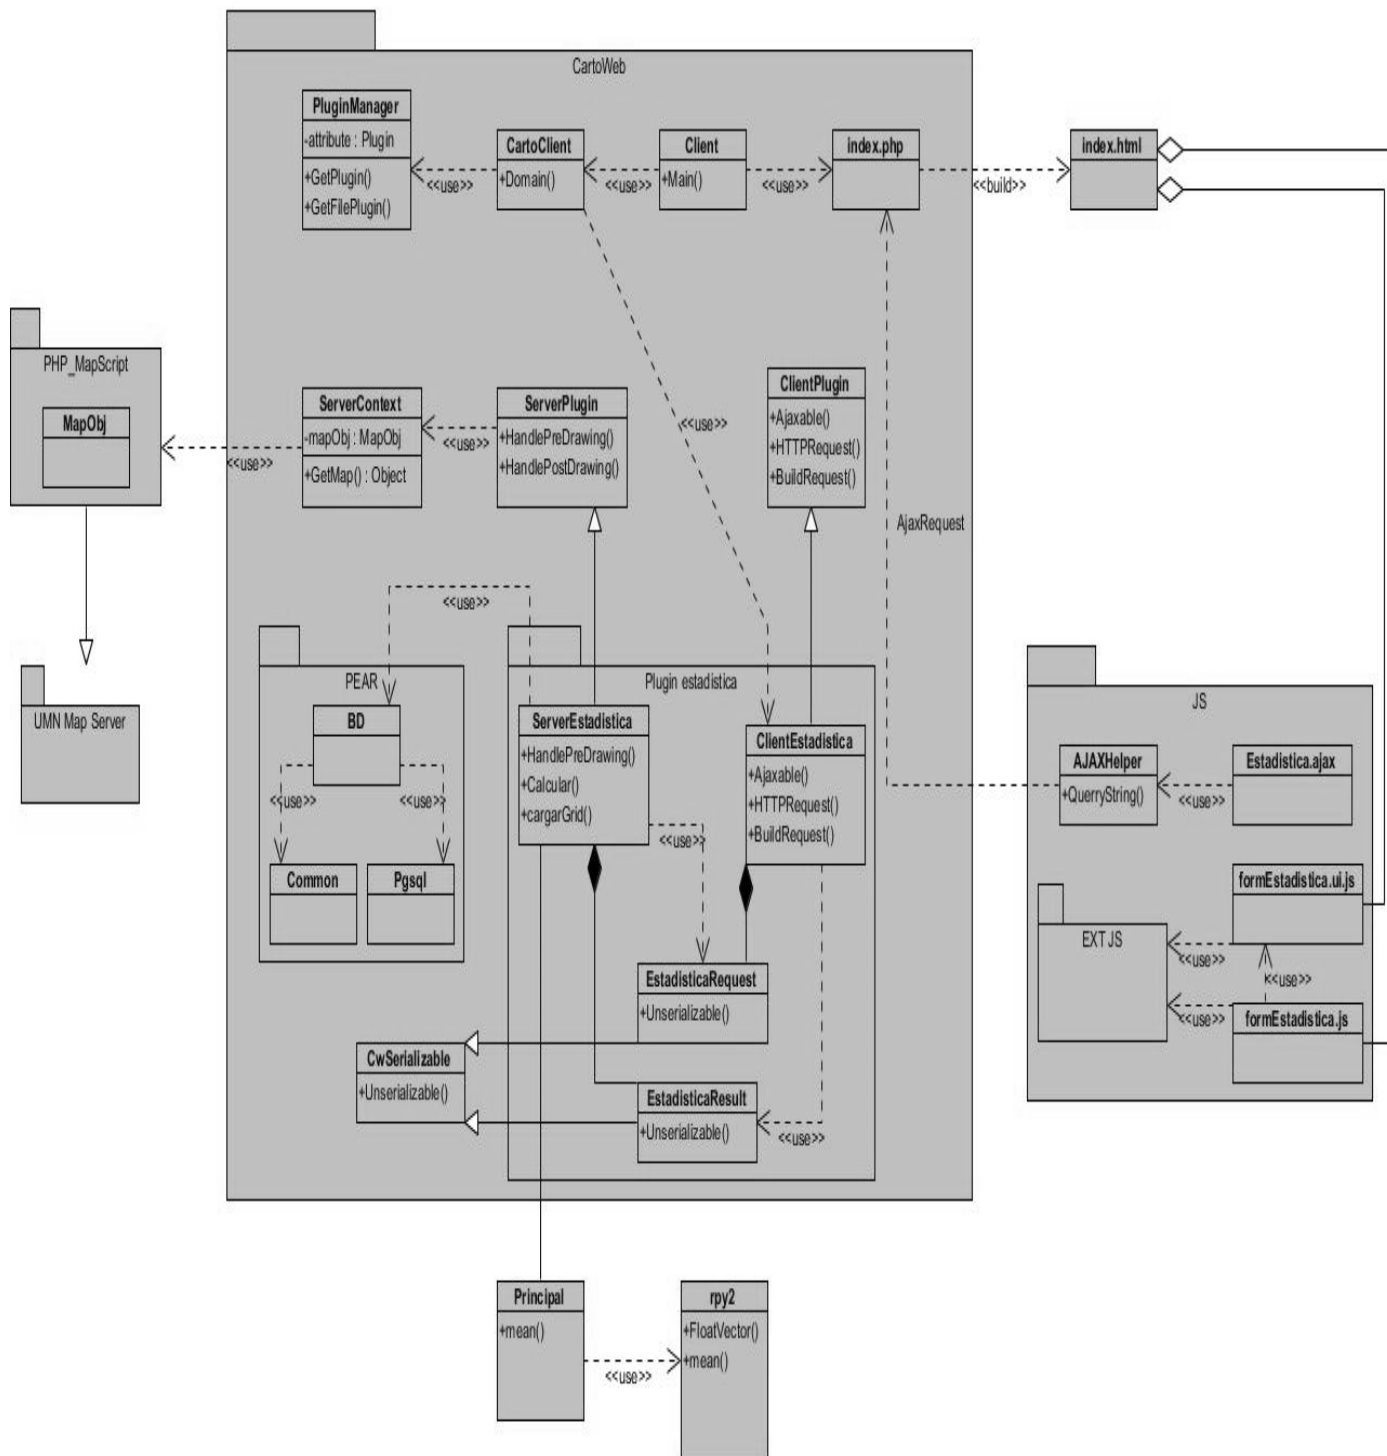 CartoWeb
PluginManager
-attribute : Plugin
+GetPlugin()
+GetFilePlugin()
<<use>>
CartoClient
+Domain()
<<use>>
Client
+Main()
<<use>>
index.php
<<build>>
index.html
PHP_MapScript
MapObj
<<use>>
ServerContext
-mapObj : MapObj
+GetMap() : Object
<<use>>
ServerPlugin
+HandlePreDrawing()
+HandlePostDrawing()
<<use>>
ClientPlugin
+Ajaxable()
+HTTPRequest()
+BuildRequest()
AjaxRequest
UMN Map Server
<<use>>
PEAR
BD
<<use>>
<<use>>
Common
Pgsql
Plugin estadistica
ServerEstadistica
+HandlePreDrawing()
+Calcular()
+cargarGrid()
<<use>>
ClientEstadistica
+Ajaxable()
+HTTPRequest()
+BuildRequest()
EstadisticaRequest
+Unserializable()
CwSerializable
+Unserializable()
EstadisticaResult
+Unserializable()
<<use>>
JS
AJAXHelper
+QuerryString()
<<use>>
Estadistica.ajax
formEstadistica.ui.js
EXT JS
<<use>>
<<use>>
<<use>>
formEstadistica.js
Principal
+mean()
<<use>>
rpy2
+FloatVector()
+mean()